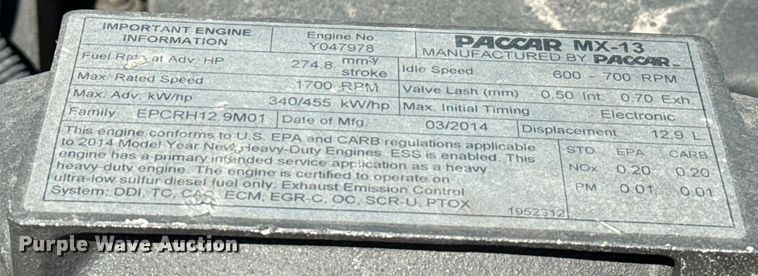 IMPORTANT ENGINE INFORMATION
Engine No. Y047978
PACCAR MX-13
MANUFACTURED BY PACCAR INC
Fuel Rate at Adv. HP 274.8 mm³/stroke
Idle Speed 600 - 700 RPM
Max. Rated Speed 1700 RPM
Valve Lash (mm) 0.50 Int. 0.70 Exh.
Max. Adv. kW/hp 340/455 kW/hp
Max. Initial Timing Electronic
Family EPCRH12.9M01
Date of Mfg. 03/2014
Displacement 12.9 L
This engine conforms to U.S. EPA and CARB regulations applicable
to 2014 Model Year New Heavy-Duty Engines. ESS is enabled. This
engine has a primary intended service application as a heavy
heavy-duty engine. The engine is certified to operate on
ultra-low sulfur diesel fuel only. Exhaust Emission Control
System: DDI, TC, CAC, ECM, EGR-C, OC, SCR-U, PTOX
STD EPA CARB
NOx 0.20 0.20
PM 0.01 0.01
1952312
Purple Wave Auction